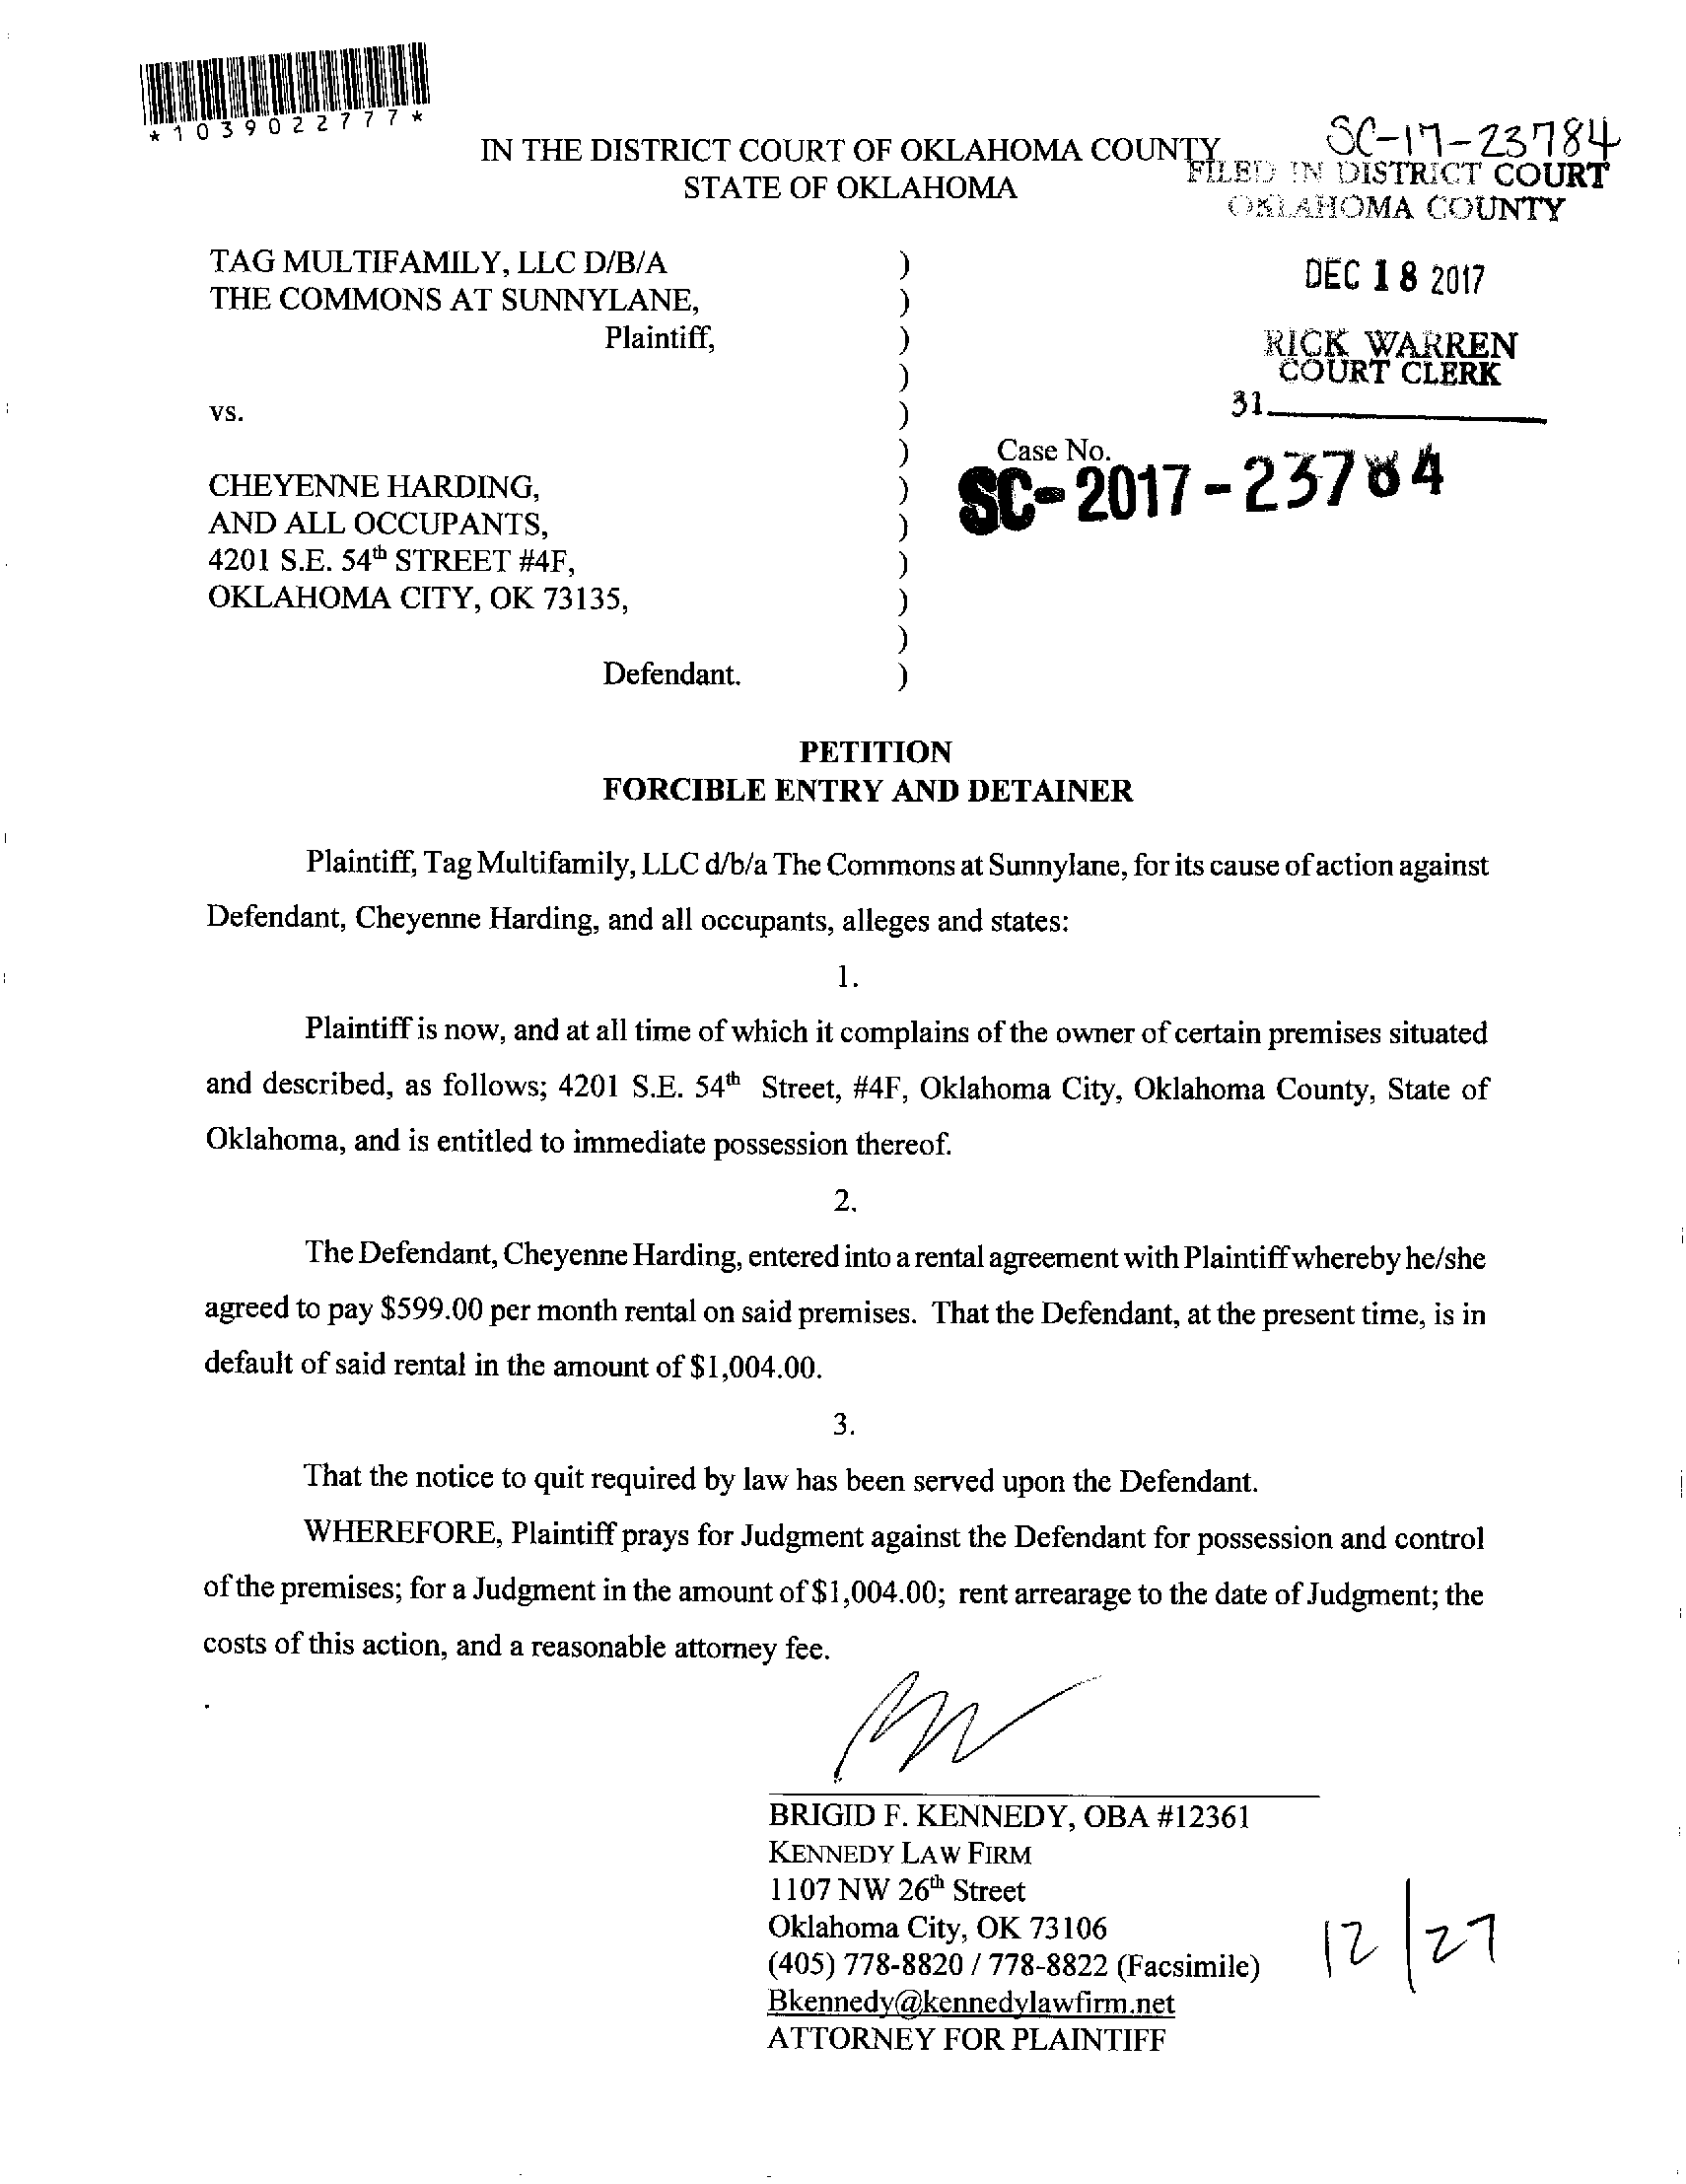 *1039022777*
IN THE DISTRICT COURT OF OKLAHOMA COUNTY
STATE OF OKLAHOMA
SC-17-23784
FILED IN DISTRICT COURT
OKLAHOMA COUNTY
DEC 18 2017
RICK WARREN
COURT CLERK
31
TAG MULTIFAMILY, LLC D/B/A )
THE COMMONS AT SUNNYLANE, )
Plaintiff, )
)
vs. )
) Case No.
CHEYENNE HARDING, ) SC-2017-23784
AND ALL OCCUPANTS, )
4201 S.E. 54th STREET #4F, )
OKLAHOMA CITY, OK 73135, )
)
Defendant. )
PETITION
FORCIBLE ENTRY AND DETAINER
Plaintiff, Tag Multifamily, LLC d/b/a The Commons at Sunnylane, for its cause of action against
Defendant, Cheyenne Harding, and all occupants, alleges and states:
1.
Plaintiff is now, and at all time of which it complains of the owner of certain premises situated
and described, as follows; 4201 S.E. 54th Street, #4F, Oklahoma City, Oklahoma County, State of
Oklahoma, and is entitled to immediate possession thereof.
2.
The Defendant, Cheyenne Harding, entered into a rental agreement with Plaintiff whereby he/she
agreed to pay $599.00 per month rental on said premises. That the Defendant, at the present time, is in
default of said rental in the amount of $1,004.00.
3.
That the notice to quit required by law has been served upon the Defendant.
WHEREFORE, Plaintiff prays for Judgment against the Defendant for possession and control
of the premises; for a Judgment in the amount of $1,004.00; rent arrearage to the date of Judgment; the
costs of this action, and a reasonable attorney fee.
BRIGID F. KENNEDY, OBA #12361
KENNEDY LAW FIRM
1107 NW 26th Street
Oklahoma City, OK 73106
(405) 778-8820 / 778-8822 (Facsimile)
Bkennedy@kennedylawfirm.net
ATTORNEY FOR PLAINTIFF
12/27